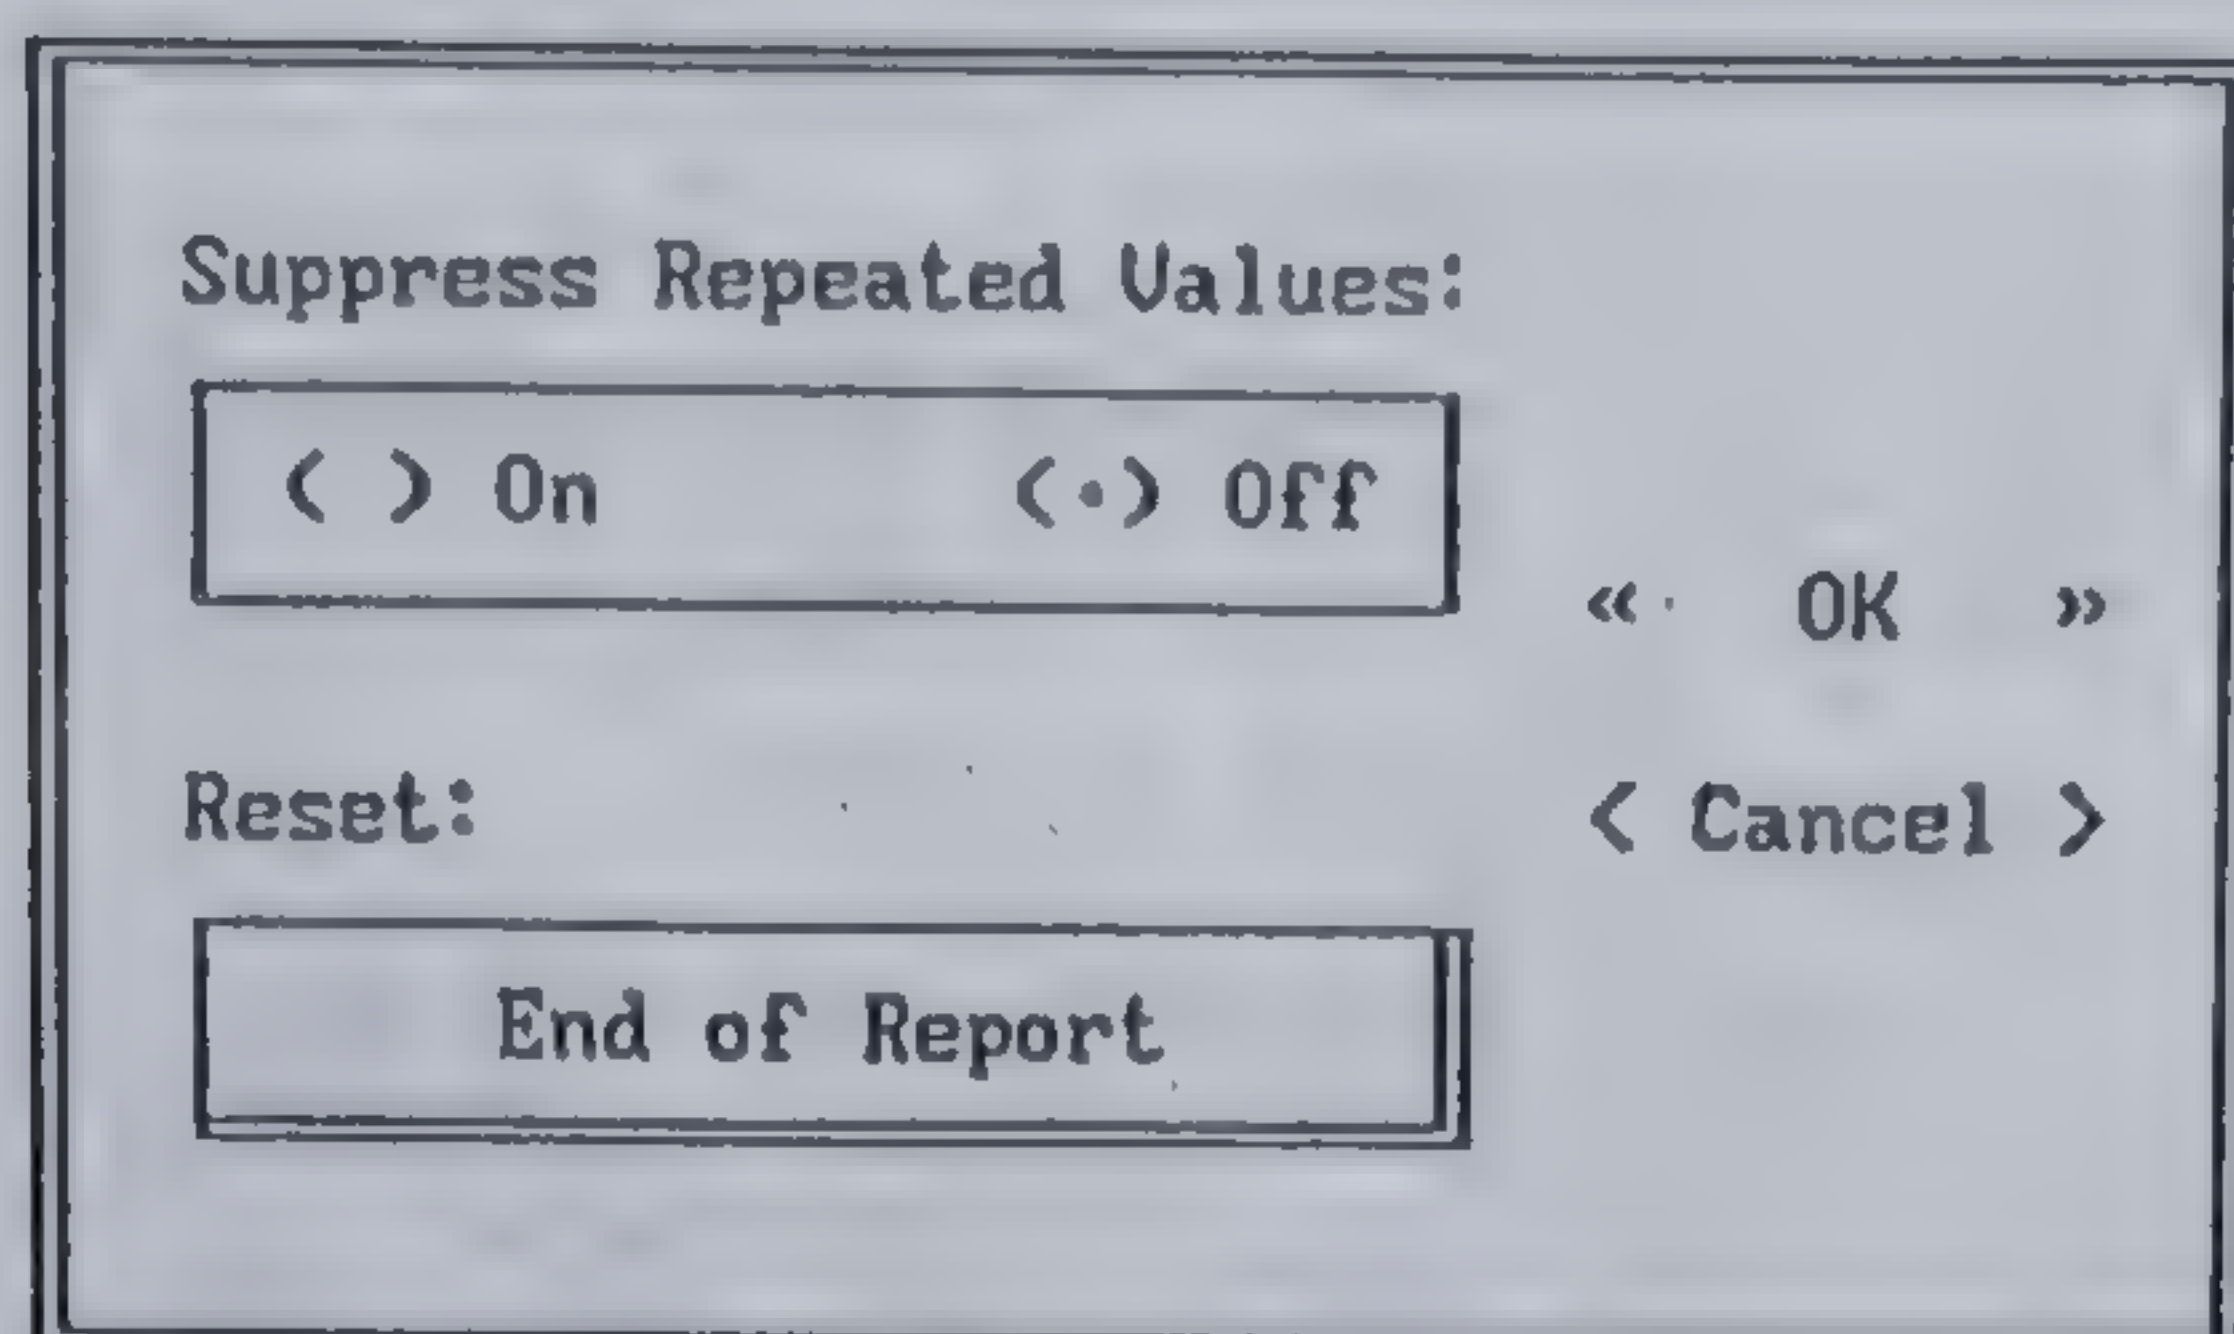 Suppress Repeated Values:
( ) On (·) Off
« OK »
Reset:
< Cancel >
End of Report